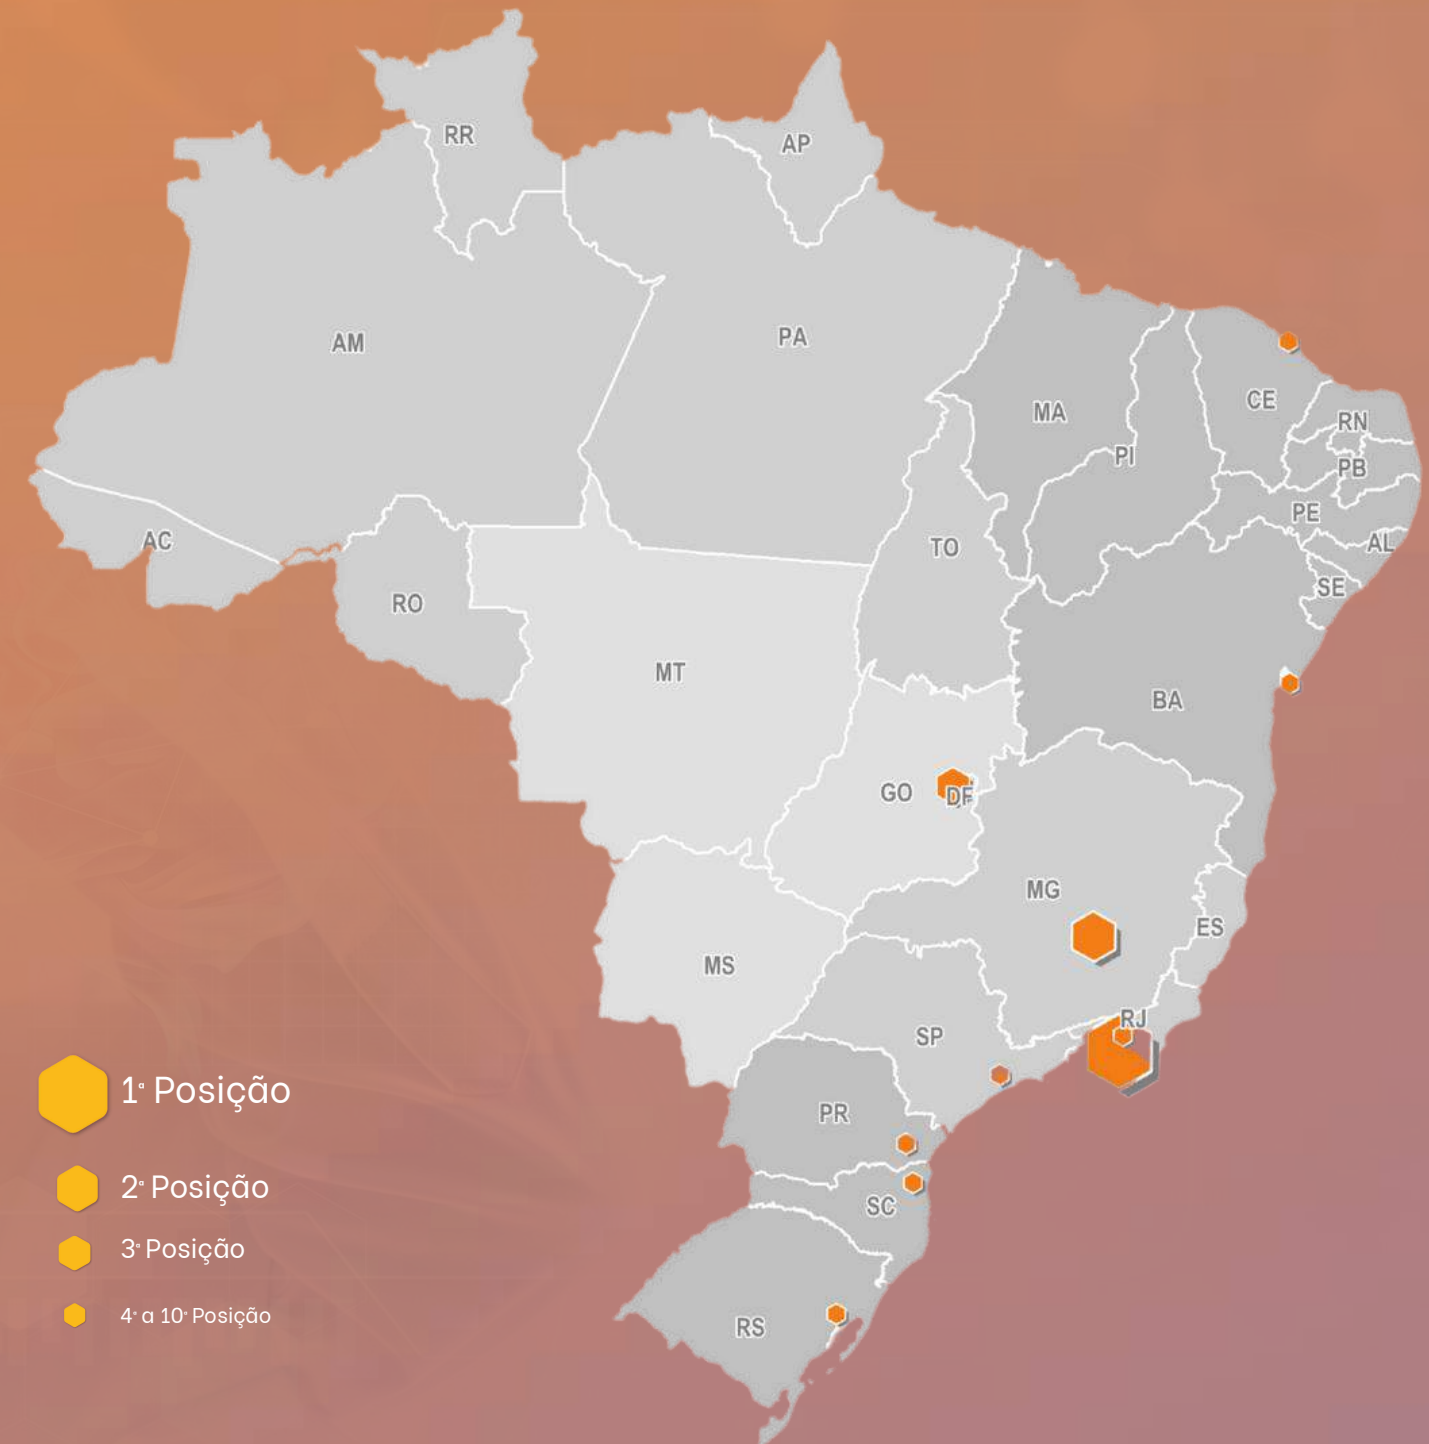 RR
AP
AM
PA
MA
CE
RN
PI
PB
PE
AL
AC
TO
SE
RO
MT
BA
GO
DF
MG
ES
MS
RJ
SP
PR
SC
RS
1ª Posição
2ª Posição
3ª Posição
4ª a 10ª Posição